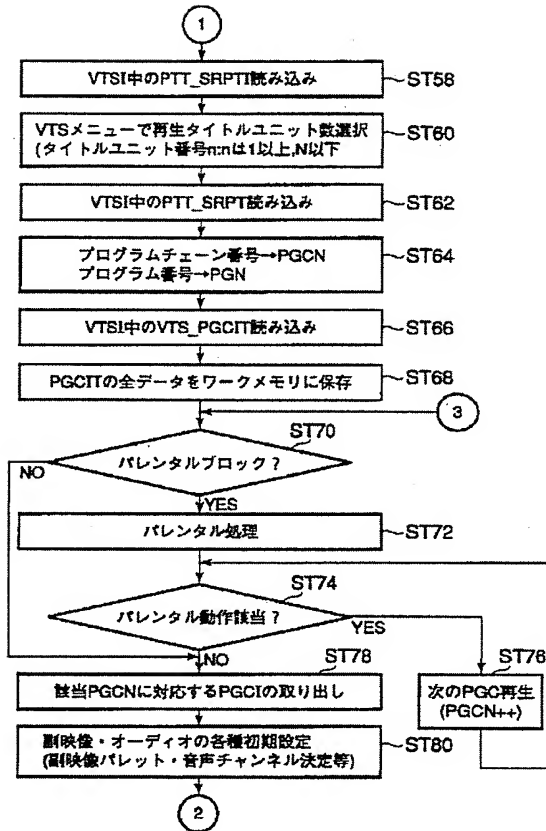 1
VTSI中のPTT_SRPTI読み込み
ST58
VTSメニューで再生タイトルユニット数選択
(タイトルユニット番号n:nは1以上,N以下
ST60
VTSI中のPTT_SRPT読み込み
ST62
プログラムチェーン番号→PGCN
プログラム番号→PGN
ST64
VTSI中のVTS_PGCIT読み込み
ST66
PGCITの全データをワークメモリに保存
ST68
3
ST70
パレンタルブロック?
NO
YES
パレンタル処理
ST72
ST74
パレンタル動作該当?
YES
NO
ST78
ST76
該当PGCNに対応するPGCIの取り出し
次のPGC再生
(PGCN++)
副映像・オーディオの各種初期設定
(副映像パレット・音声チャンネル決定等)
ST80
2